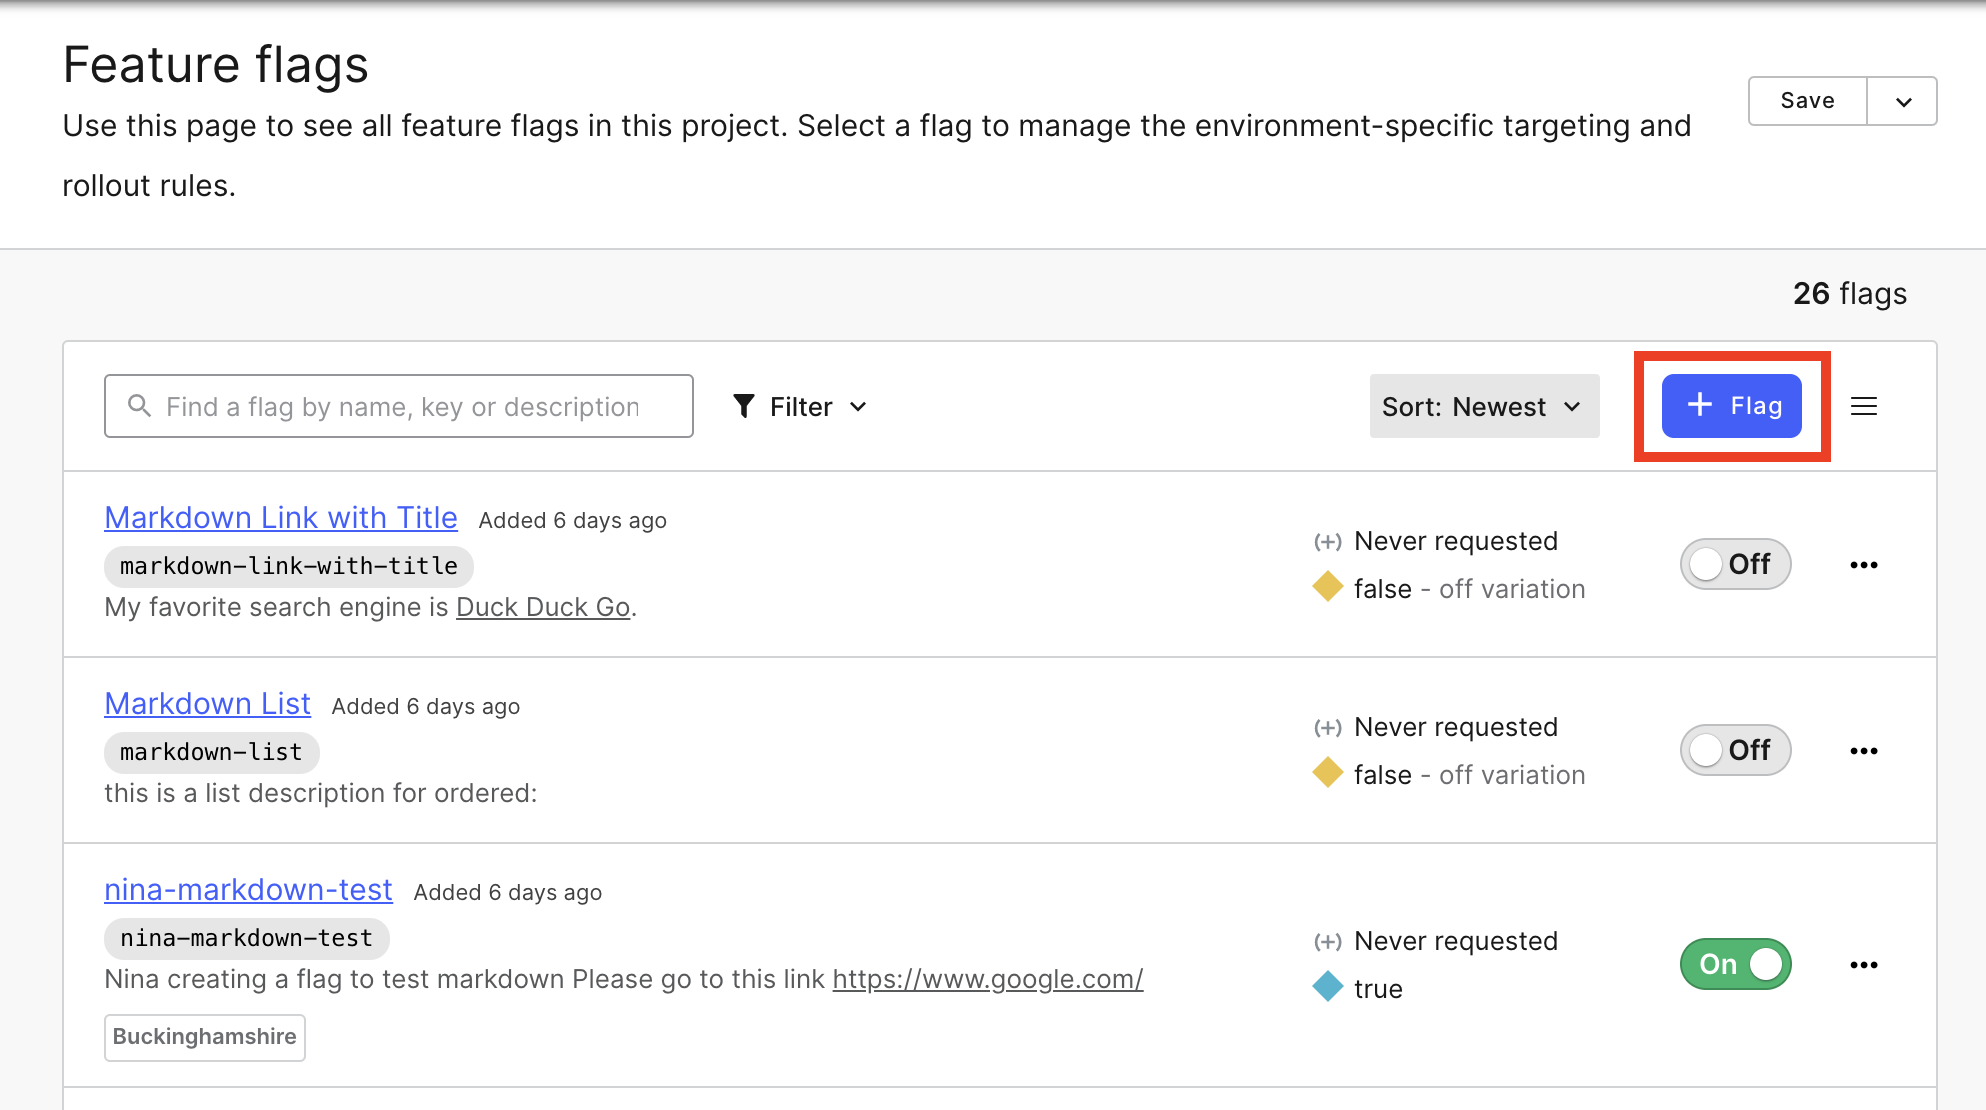 Feature flags
Use this page to see all feature flags in this project. Select a flag to manage the environment-specific targeting and
rollout rules.
Save
26 flags
Find a flag by name, key or description
Filter
Sort: Newest
+ Flag
Markdown Link with Title Added 6 days ago
markdown-link-with-title
My favorite search engine is Duck Duck Go.
(+) Never requested
false - off variation
Off
Markdown List Added 6 days ago
markdown-list
this is a list description for ordered:
(+) Never requested
false - off variation
Off
nina-markdown-test Added 6 days ago
nina-markdown-test
Nina creating a flag to test markdown Please go to this link https://www.google.com/
Buckinghamshire
(+) Never requested
true
On